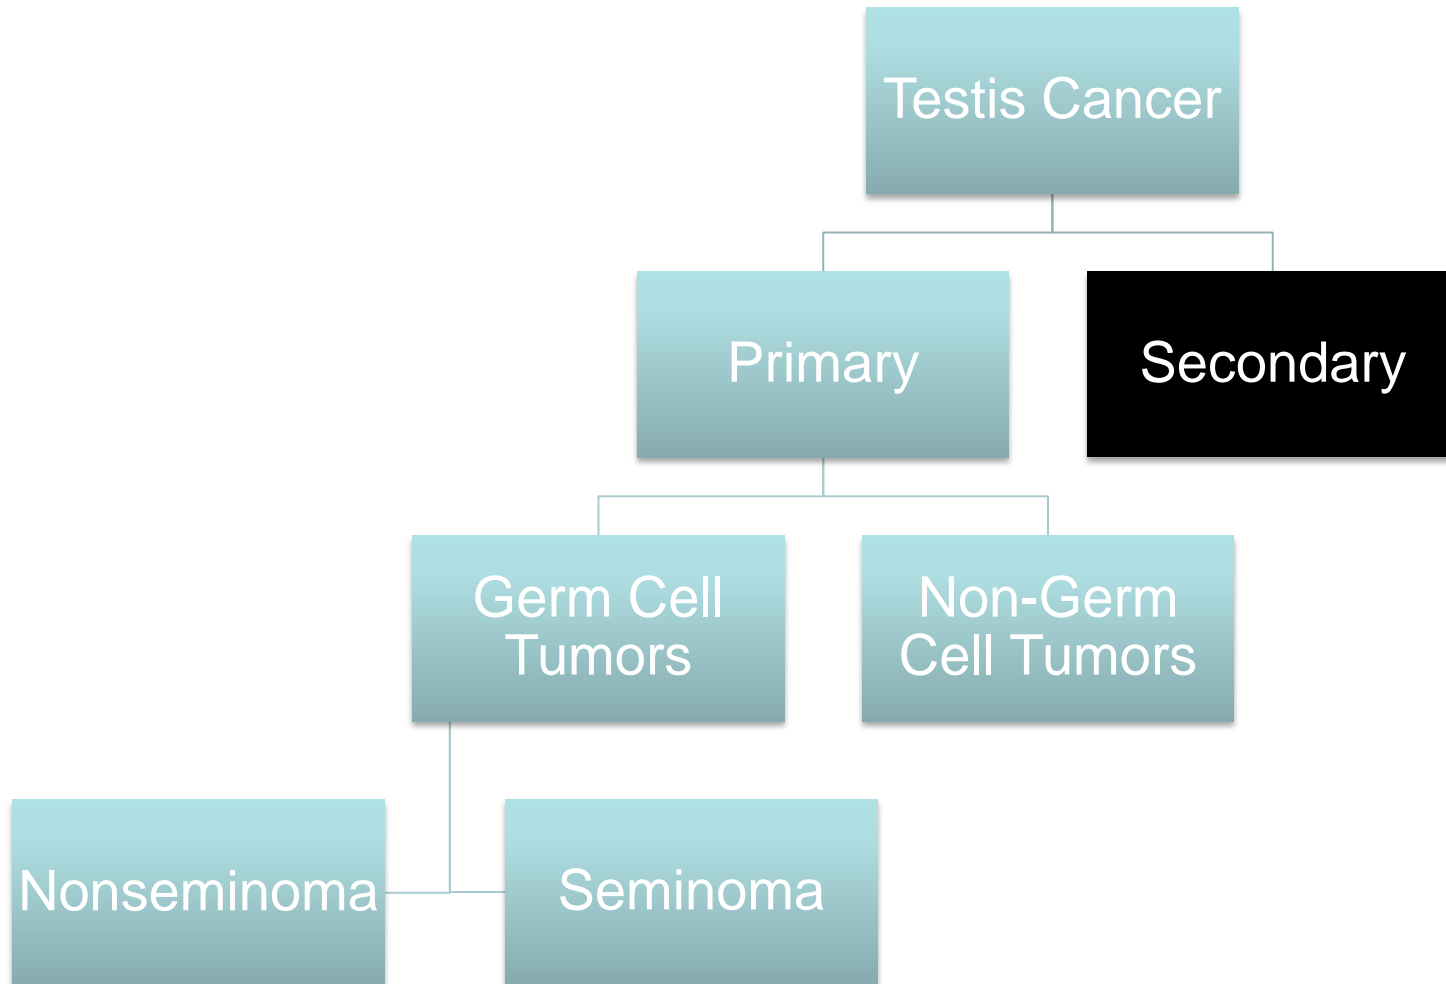 Testis Cancer
Primary
Secondary
Germ Cell
Tumors
Non-Germ
Cell Tumors
Nonseminoma
Seminoma